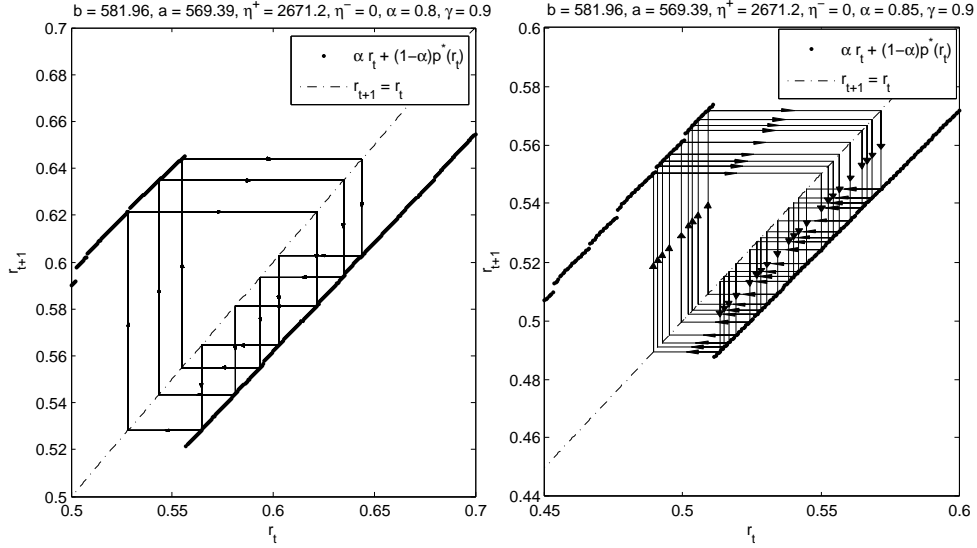 b = 581.96, a = 569.39, η⁺ = 2671.2, η⁻ = 0, α = 0.8, γ = 0.9
0.7
0.68
0.66
0.64
0.62
0.6
0.58
0.56
0.54
0.52
0.5
r_{t+1}
α r_t + (1−α)p^*(r_t)
r_{t+1} = r_t
0.5
0.55
0.6
0.65
0.7
r_t
b = 581.96, a = 569.39, η⁺ = 2671.2, η⁻ = 0, α = 0.85, γ = 0.9
0.6
0.58
0.56
0.54
0.52
0.5
0.48
0.46
0.44
r_{t+1}
α r_t + (1−α)p^*(r_t)
r_{t+1} = r_t
0.45
0.5
0.55
0.6
r_t